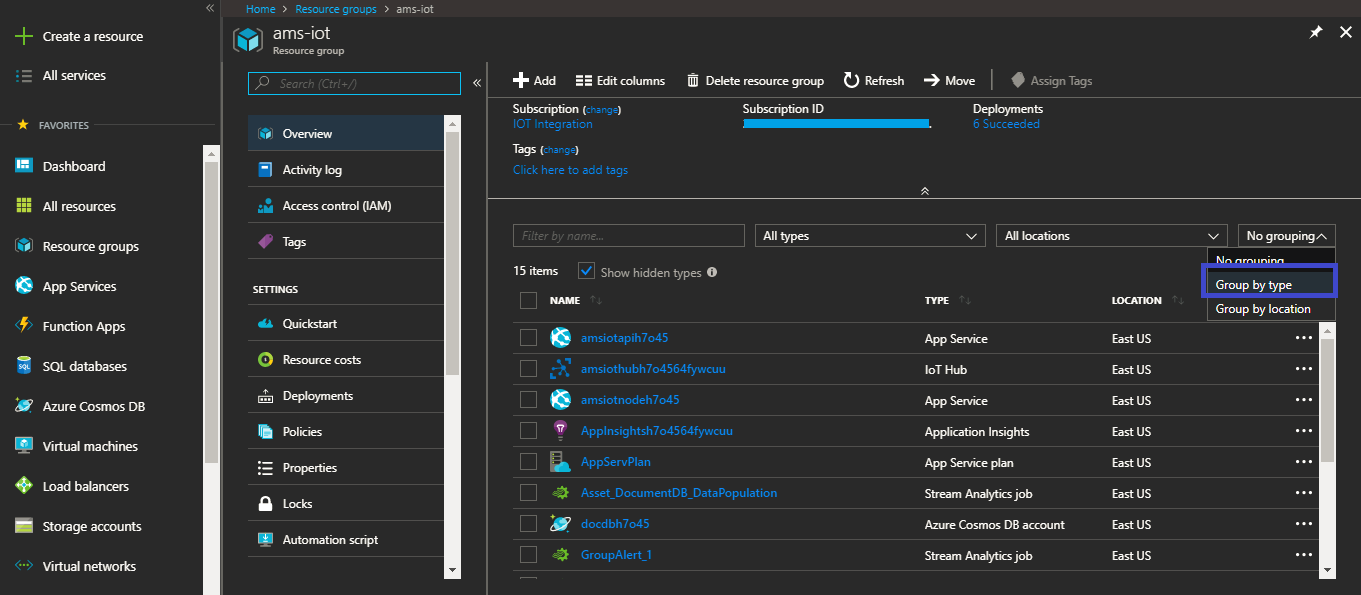 Home > Resource groups > ams-iot
Create a resource
All services
FAVORITES
Dashboard
All resources
Resource groups
App Services
Function Apps
SQL databases
Azure Cosmos DB
Virtual machines
Load balancers
Storage accounts
Virtual networks
ams-iot
Resource group
Search (Ctrl+/)
Overview
Activity log
Access control (IAM)
Tags
SETTINGS
Quickstart
Resource costs
Deployments
Policies
Properties
Locks
Automation script
Add Edit columns Delete resource group Refresh Move Assign Tags
Subscription (change) Subscription ID Deployments
IOT Integration 6 Succeeded
Tags (change)
Click here to add tags
Filter by name... All types All locations No grouping
No grouping
Group by type
Group by location
15 items Show hidden types
NAME TYPE LOCATION
amsiotapih7o45 App Service East US
amsiothubh7o4564fywcuu IoT Hub East US
amsiotnodeh7o45 App Service East US
AppInsightsh7o4564fywcuu Application Insights East US
AppServPlan App Service plan East US
Asset_DocumentDB_DataPopulation Stream Analytics job East US
docdbh7o45 Azure Cosmos DB account East US
GroupAlert_1 Stream Analytics job East US